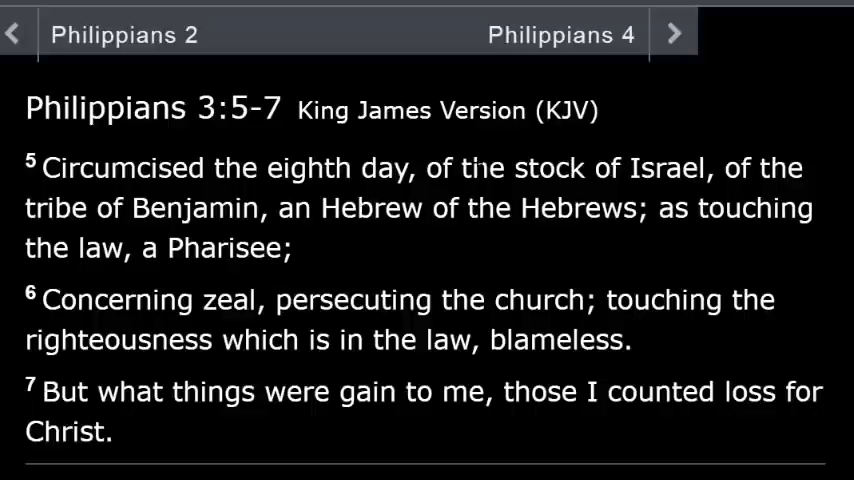 Philippians 2 Philippians 4
Philippians 3:5-7 King James Version (KJV)
5 Circumcised the eighth day, of the stock of Israel, of the
tribe of Benjamin, an Hebrew of the Hebrews; as touching
the law, a Pharisee;
6 Concerning zeal, persecuting the church; touching the
righteousness which is in the law, blameless.
7 But what things were gain to me, those I counted loss for
Christ.